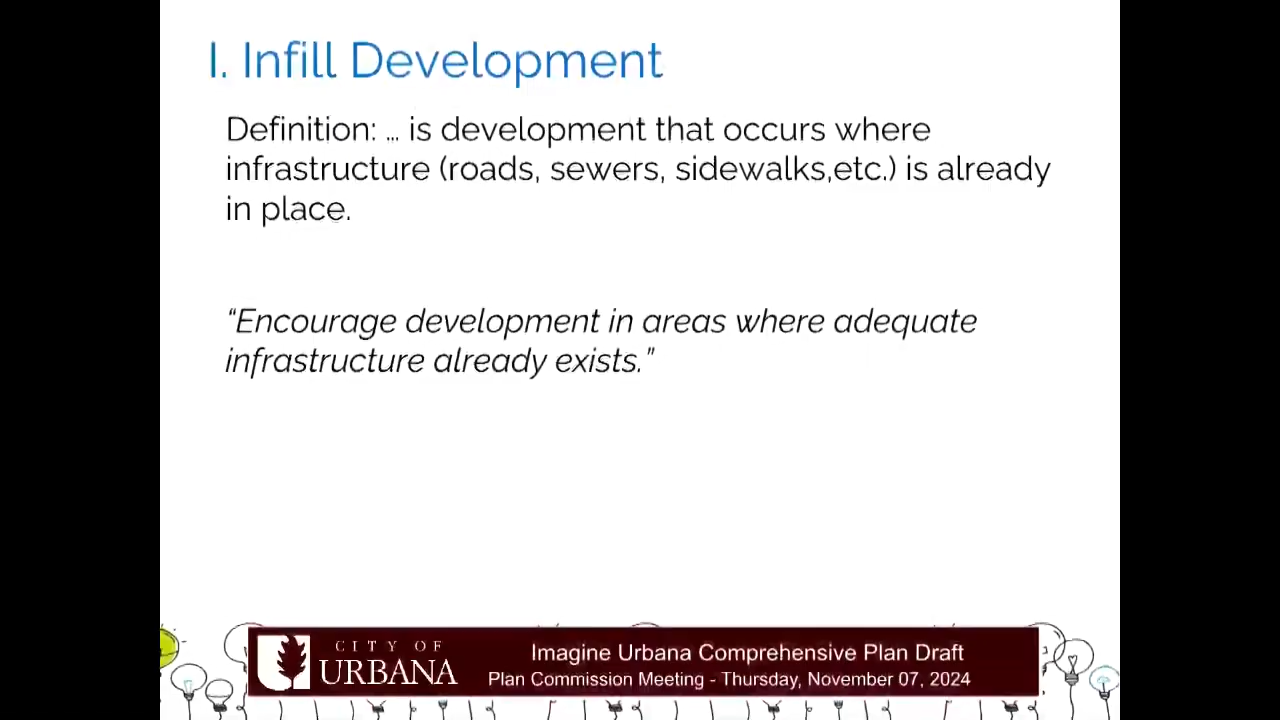 I. Infill Development
Definition: ... is development that occurs where
infrastructure (roads, sewers, sidewalks,etc.) is already
in place.
“Encourage development in areas where adequate
infrastructure already exists.”
CITY OF
URBANA
Imagine Urbana Comprehensive Plan Draft
Plan Commission Meeting - Thursday, November 07, 2024